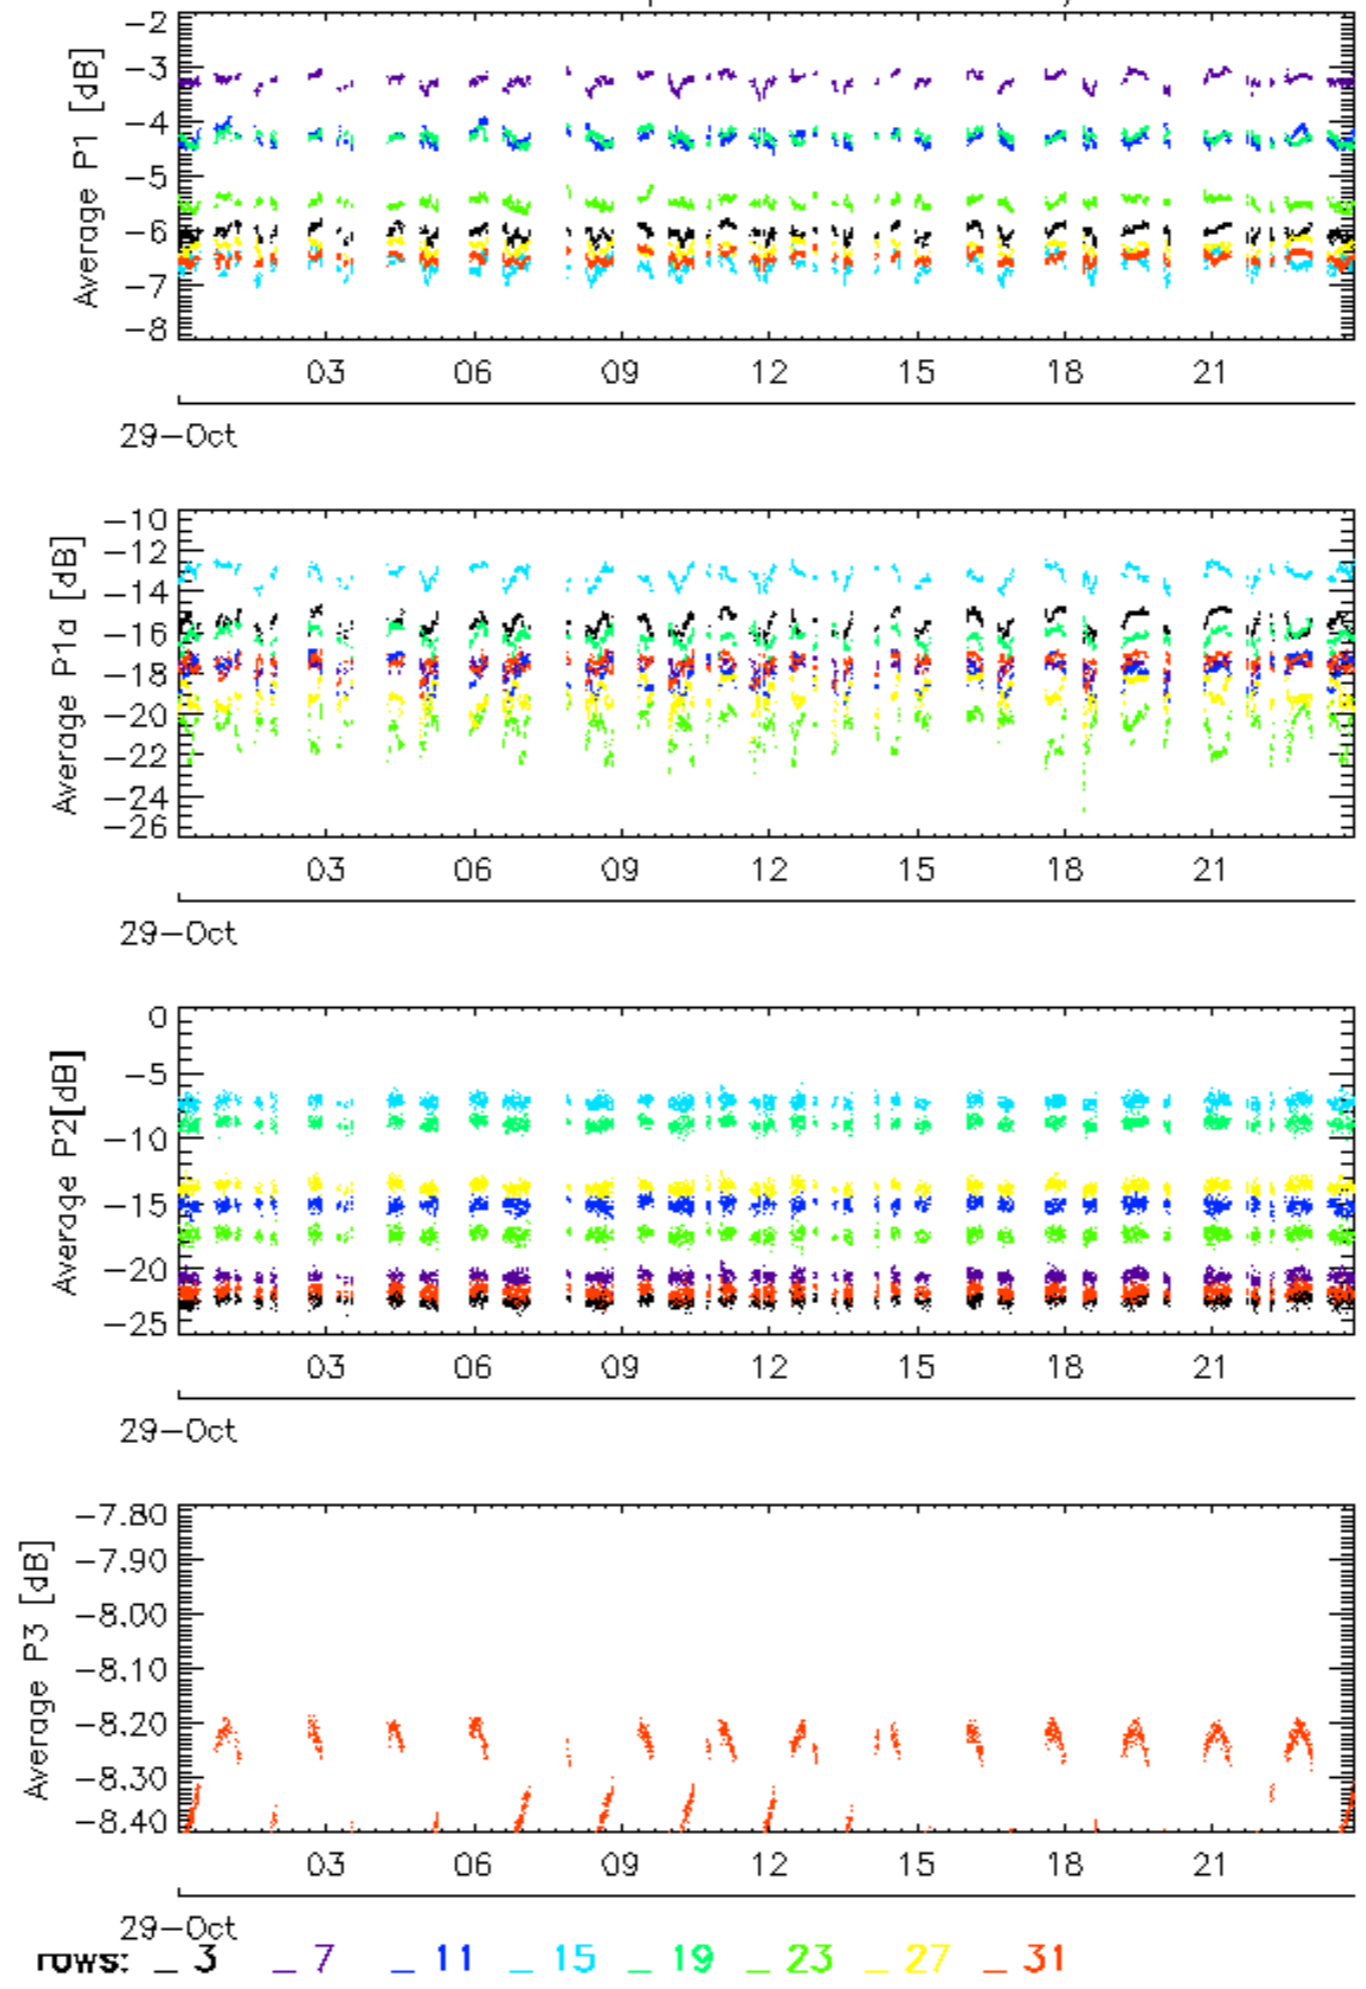 -2
-3
-4
-5
-6
-7
-8
Average P1 [dB]
03 06 09 12 15 18 21
29-Oct
-10
-12
-14
-16
-18
-20
-22
-24
-26
Average P1a [dB]
03 06 09 12 15 18 21
29-Oct
0
-5
-10
-15
-20
-25
Average P2[dB]
03 06 09 12 15 18 21
29-Oct
-7.80
-7.90
-8.00
-8.10
-8.20
-8.30
-8.40
Average P3 [dB]
03 06 09 12 15 18 21
29-Oct
rows: _ 3 _ 7 _ 11 _ 15 _ 19 _ 23 _ 27 _ 31